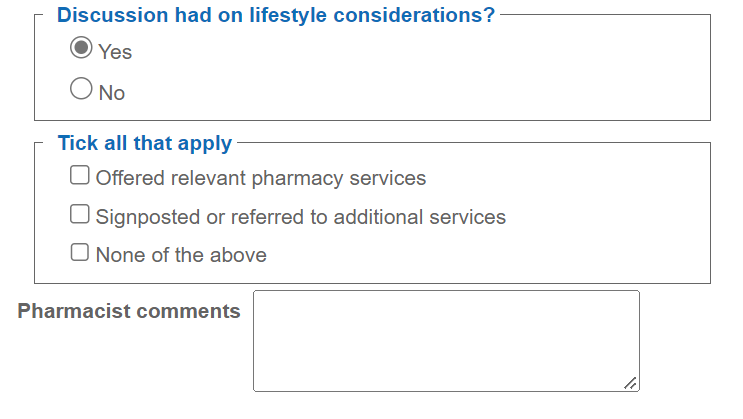 Discussion had on lifestyle considerations?
Yes
No
Tick all that apply
Offered relevant pharmacy services
Signposted or referred to additional services
None of the above
Pharmacist comments